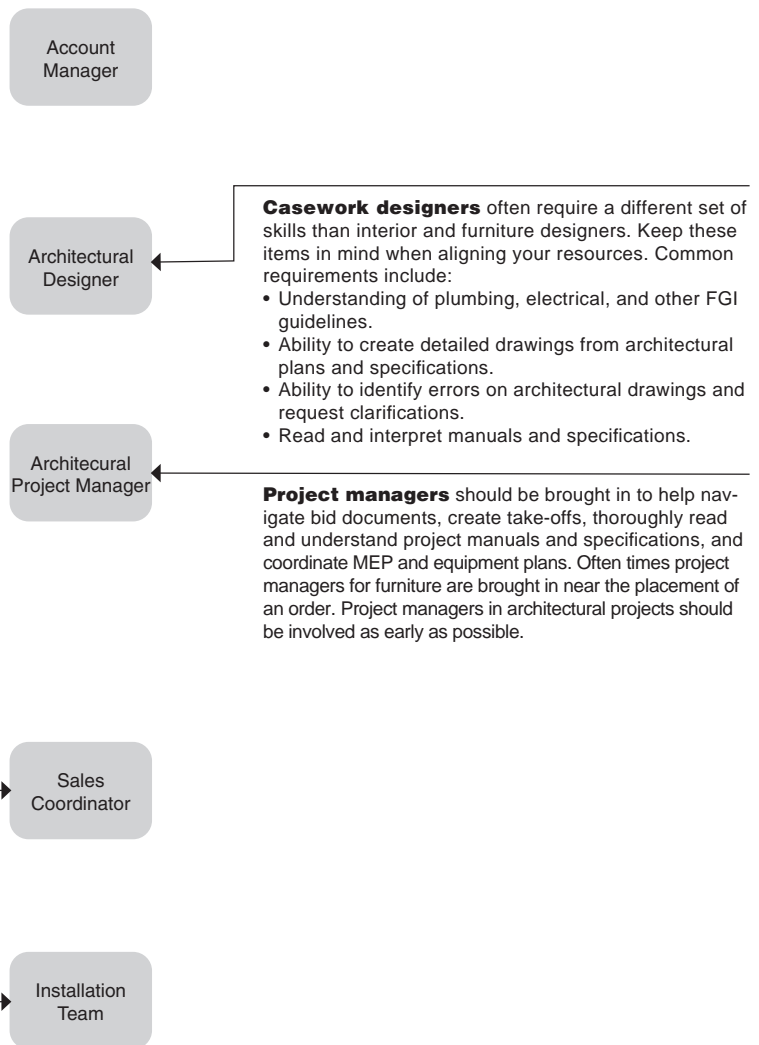 Account
Manager
Architectural
Designer
Casework designers often require a different set of
skills than interior and furniture designers. Keep these
items in mind when aligning your resources. Common
requirements include:
• Understanding of plumbing, electrical, and other FGI
guidelines.
• Ability to create detailed drawings from architectural
plans and specifications.
• Ability to identify errors on architectural drawings and
request clarifications.
• Read and interpret manuals and specifications.
Architecural
Project Manager
Project managers should be brought in to help nav-
igate bid documents, create take-offs, thoroughly read
and understand project manuals and specifications, and
coordinate MEP and equipment plans. Often times project
managers for furniture are brought in near the placement of
an order. Project managers in architectural projects should
be involved as early as possible.
Sales
Coordinator
Installation
Team